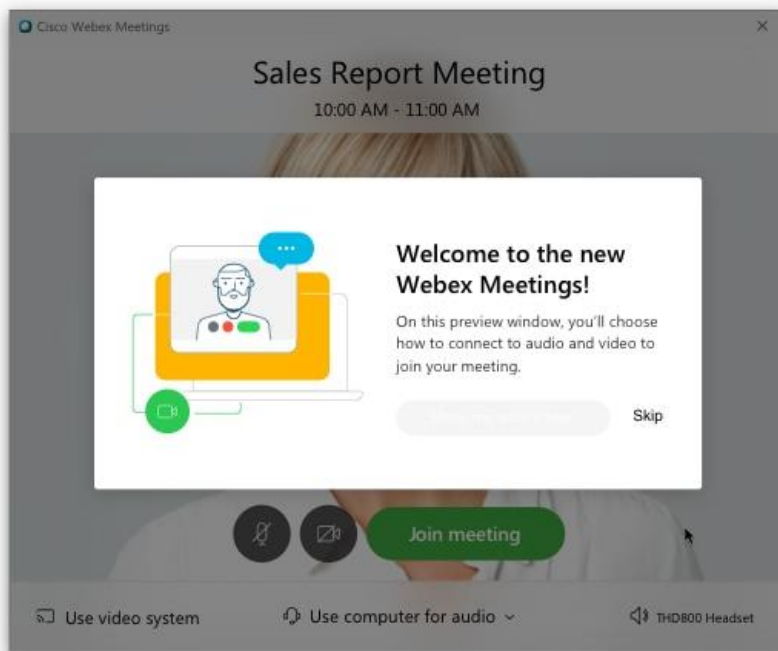 Cisco Webex Meetings
Sales Report Meeting
10:00 AM - 11:00 AM
Welcome to the new
Webex Meetings!
On this preview window, you'll choose
how to connect to audio and video to
join your meeting.
Skip
Join meeting
Use video system
Use computer for audio
THD800 Headset